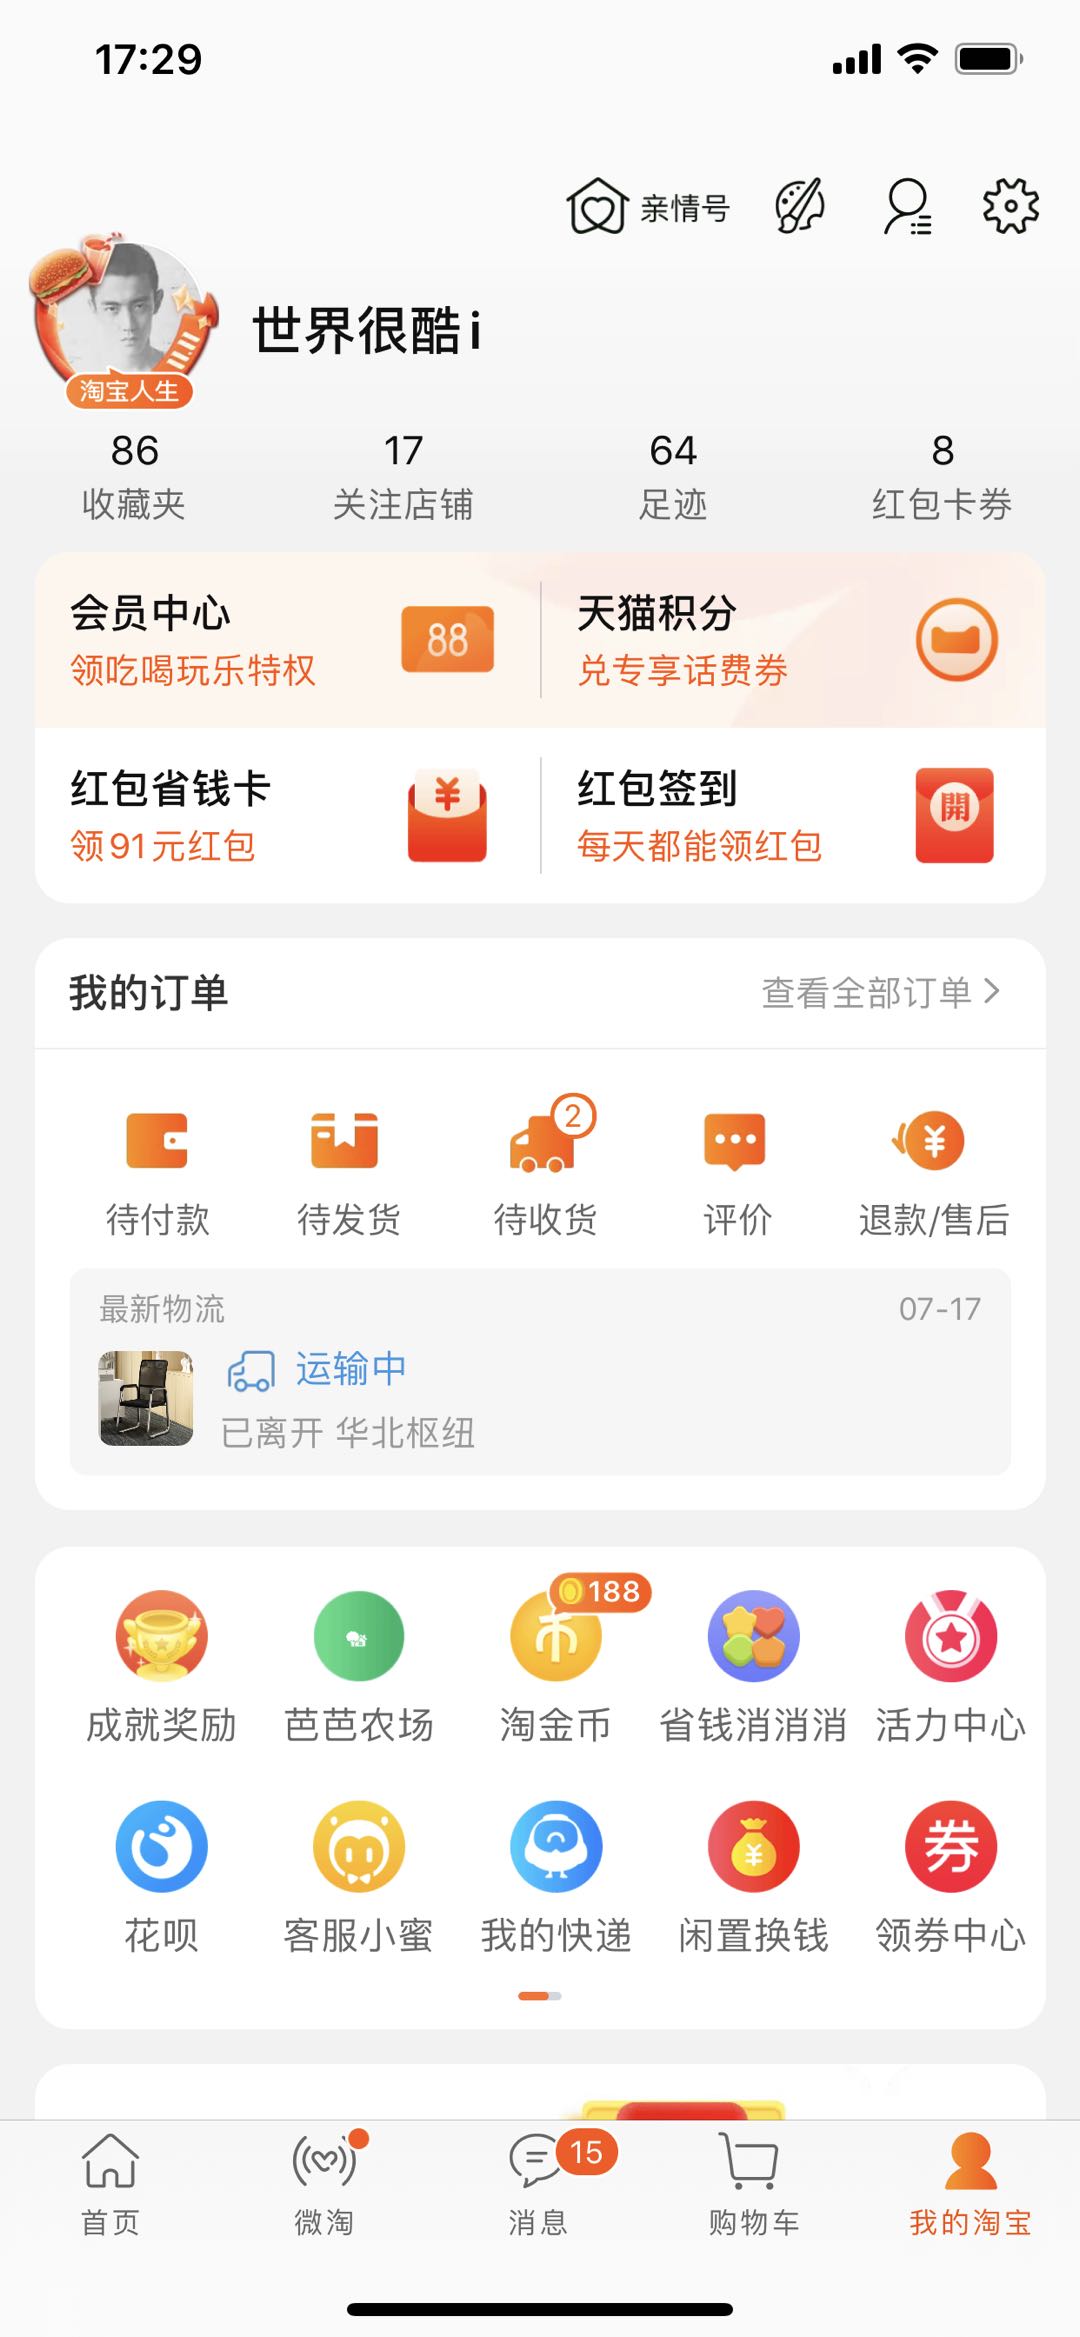 17:29
亲情号
世界很酷i
淘宝人生
86
17
64
8
收藏夹
关注店铺
足迹
红包卡券
会员中心
领吃喝玩乐特权
88
天猫积分
兑专享话费券
红包省钱卡
领91元红包
¥
红包签到
每天都能领红包
開
我的订单
查看全部订单
2
¥
待付款
待发货
待收货
评价
退款/售后
最新物流
07-17
运输中
已离开 华北枢纽
188
币
成就奖励
芭芭农场
淘金币
省钱消消消
活力中心
¥
券
花呗
客服小蜜
我的快递
闲置换钱
领券中心
15
首页
微淘
消息
购物车
我的淘宝